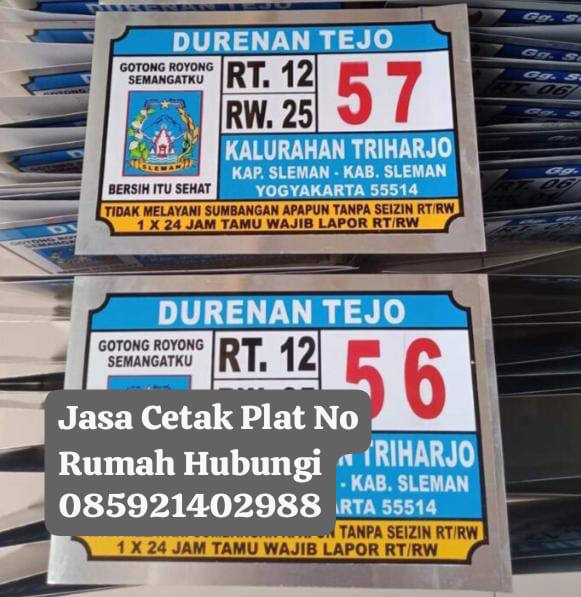 DURENAN TEJO
GOTONG ROYONG
SEMANGATKU
SLEMAN
BERSIH ITU SEHAT
RT. 12
RW. 25
57
KALURAHAN TRIHARJO
KAP. SLEMAN - KAB. SLEMAN
YOGYAKARTA 55514
TIDAK MELAYANI SUMBANGAN APAPUN TANPA SEIZIN RT/RW
1 X 24 JAM TAMU WAJIB LAPOR RT/RW
DURENAN TEJO
GOTONG ROYONG
SEMANGATKU
RT. 12
56
TRIHARJO
- KAB. SLEMAN
55514
TANPA SEIZIN RT/RW
1 X 24 JAM TAMU WAJIB LAPOR RT/RW
Jasa Cetak Plat No
Rumah Hubungi
085921402988